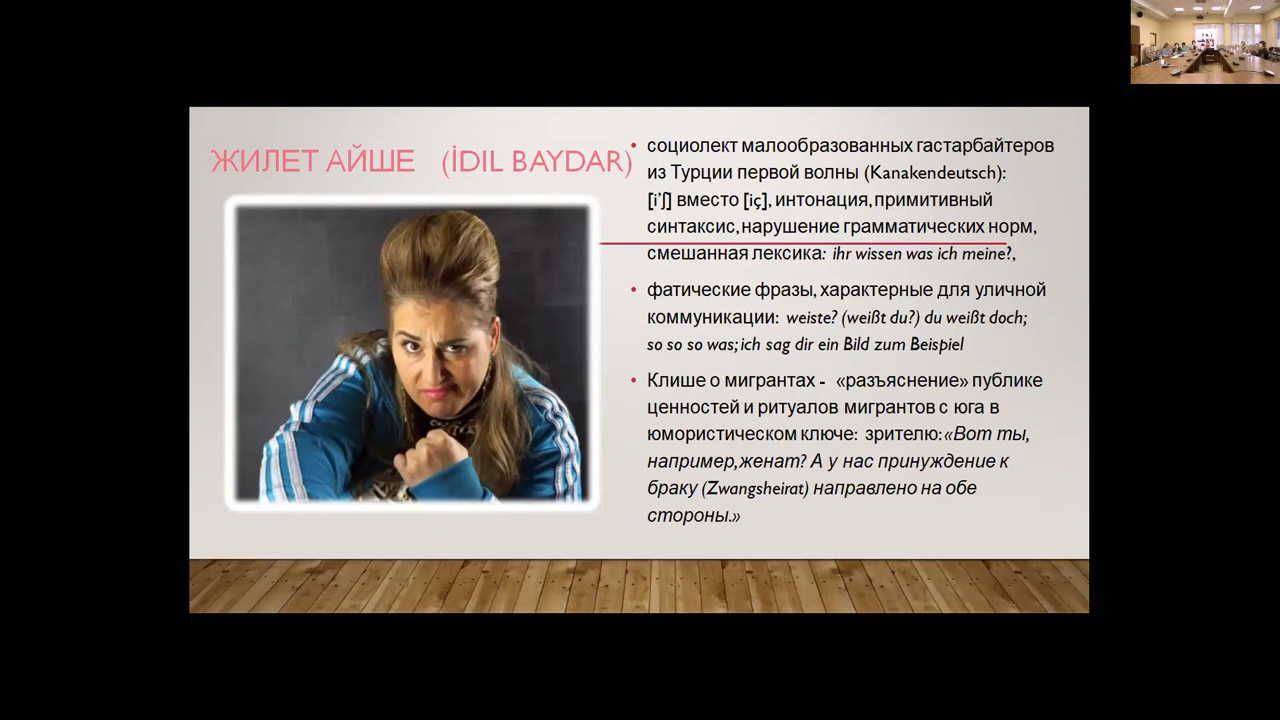 ЖИЛЕТ АЙШЕ (İDIL BAYDAR)
• социолект малообразованных гастарбайтеров
из Турции первой волны (Kanakendeutsch):
[i’ʃ] вместо [iç], интонация, примитивный
синтаксис, нарушение грамматических норм,
смешанная лексика: ihr wissen was ich meine?,
• фатические фразы, характерные для уличной
коммуникации: weiste? (weißt du?) du weißt doch;
so so so was; ich sag dir ein Bild zum Beispiel
• Клише о мигрантах - «разъяснение» публике
ценностей и ритуалов мигрантов с юга в
юмористическом ключе: зрителю: «Вот ты,
например, женат? А у нас принуждение к
браку (Zwangsheirat) направлено на обе
стороны.»